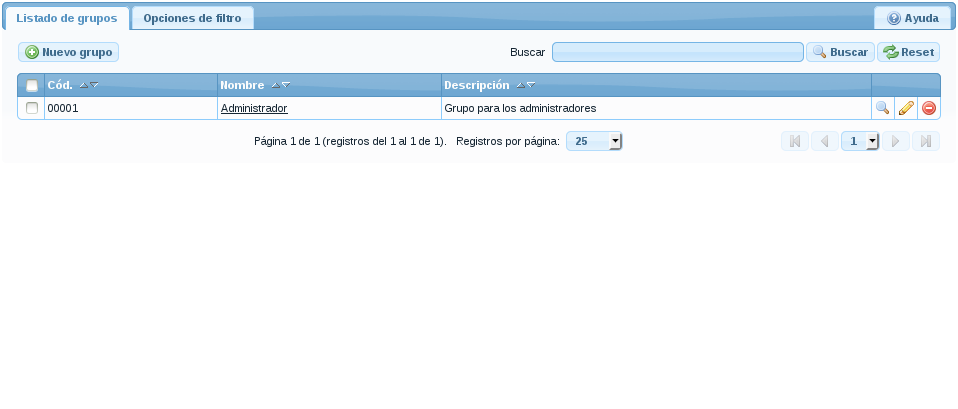 Listado de grupos Opciones de filtro Ayuda
Nuevo grupo Buscar Buscar Reset
Cód. Nombre Descripción
00001 Administrador Grupo para los administradores
Página 1 de 1 (registros del 1 al 1 de 1). Registros por página: 25 1